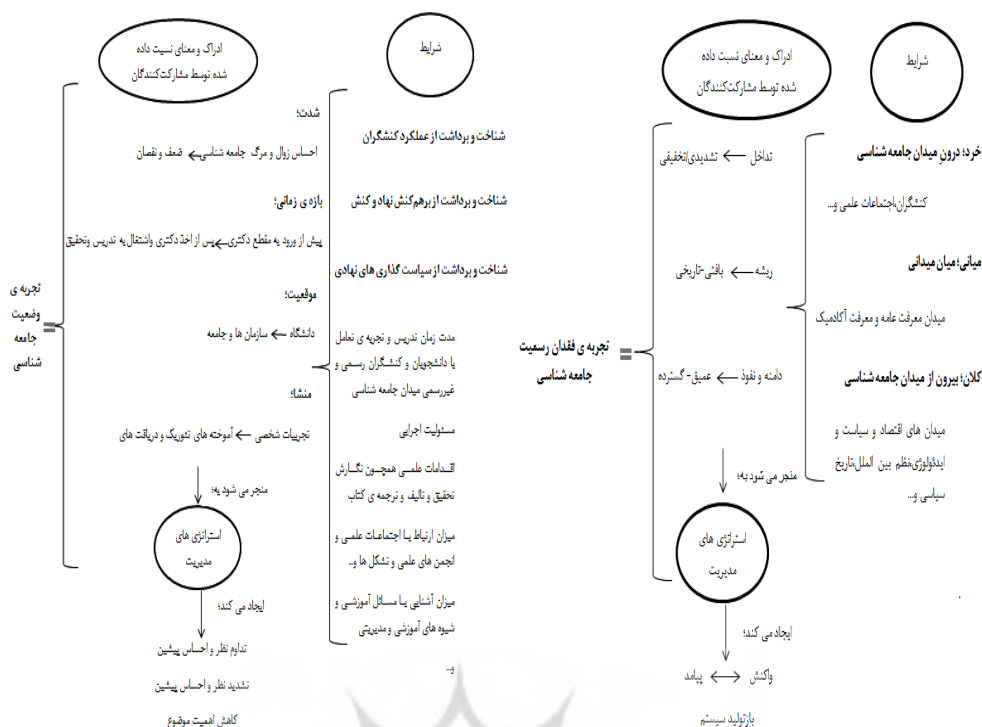 شرایط
ادراک و معنای نسبت داده
شده توسط مشارکت‌کنندگان
خرد؛ درونِ میدان جامعه شناسی
کنشگران،اجتماعات علمی و...
میانی؛ میان میدانی
میدان معرفت عامه و معرفت آکادمیک
کلان؛ بیرون از میدان جامعه شناسی
میدان های اقتصاد و سیاست و
ایدئولوژی،نظم بین الملل،تاریخ
سیاسی و...
تداخل ← تشدیدی/تخفیفی
ریشه ← بافتی-تاریخی
دامنه و نفوذ ← عمیق- گسترده
منجر می شود به؛
استراتژی های
مدیریت
ایجاد می کند؛
واکنش ↔ پیامد
بازتولید سیستم
تجربه ی فقدان رسمیت
جامعه شناسی
=
شرایط
ادراک و معنای نسبت داده
شده توسط مشارکت‌کنندگان
شناخت و برداشت از عملکرد کنشگران
شناخت و برداشت از برهم کنش نهاد و کنش
شناخت و برداشت از سیاست گذاری های نهادی
مدت زمان تدریس و تجربه ی تعامل
با دانشجویان و کنشگران رسمی و
غیررسمی میدان جامعه شناسی
مسئولیت اجرایی
اقدامات علمی همچون نگارش
تحقیق و تالیف و ترجمه ی کتاب
میزان ارتباط با اجتماعات علمی و
انجمن های علمی و تشکل ها و...
میزان آشنایی با مسائل آموزشی و
شیوه های آموزشی و مدیریتی
و...
شدت؛
احساس زوال و مرگ جامعه شناسی ← ضعف و نقصان
بازه ی زمانی؛
پیش از ورود به مقطع دکتری ← پس از اخذ دکتری واشتغال به تدریس وتحقیق
موقعیت؛
دانشگاه ← سازمان ها و جامعه
منشا؛
تجربیات شخصی ← آموخته های تئوریک و دریافت های
منجر می شود به؛
استراتژی های
مدیریت
ایجاد می کند؛
تداوم نظر و احساس پیشین
تشدید نظر و احساس پیشین
کاهش اهمیت موضوع
تجربه ی
وضعیت
جامعه
شناسی
=